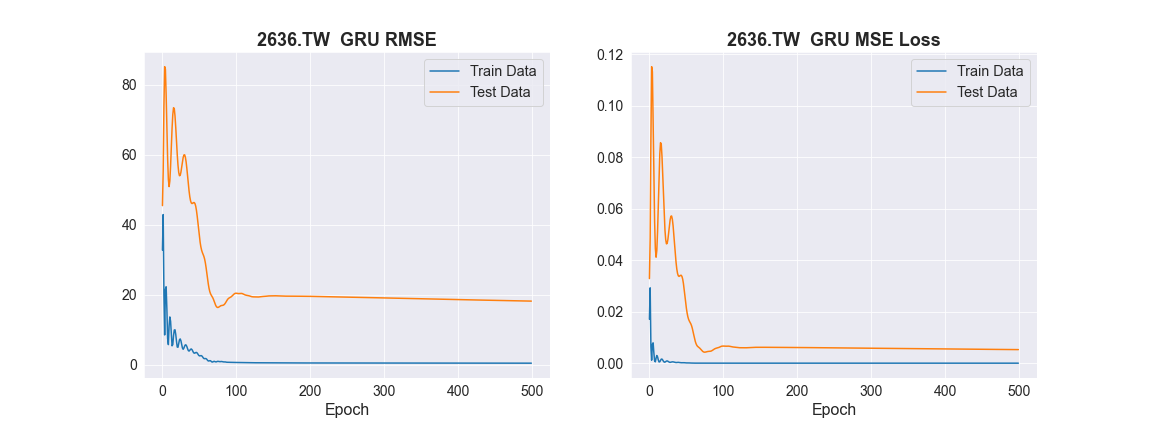 2636.TW  GRU RMSE
80
60
40
20
0
0 100 200 300 400 500
Epoch
Train Data
Test Data
2636.TW  GRU MSE Loss
0.12
0.10
0.08
0.06
0.04
0.02
0.00
0 100 200 300 400 500
Epoch
Train Data
Test Data